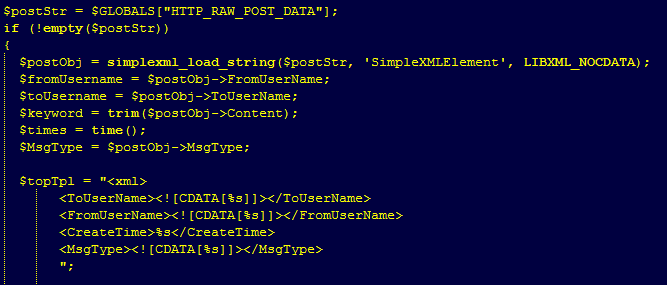 $postStr = $GLOBALS["HTTP_RAW_POST_DATA"];
if (!empty($postStr))
{
$postObj = simplexml_load_string($postStr, 'SimpleXMLElement', LIBXML_NOCDATA);
$fromUsername = $postObj->FromUserName;
$toUsername = $postObj->ToUserName;
$keyword = trim($postObj->Content);
$times = time();
$MsgType = $postObj->MsgType;
$topTpl = "<xml>
<ToUserName><![CDATA[%s]]></ToUserName>
<FromUserName><![CDATA[%s]]></FromUserName>
<CreateTime>%s</CreateTime>
<MsgType><![CDATA[%s]]></MsgType>
";